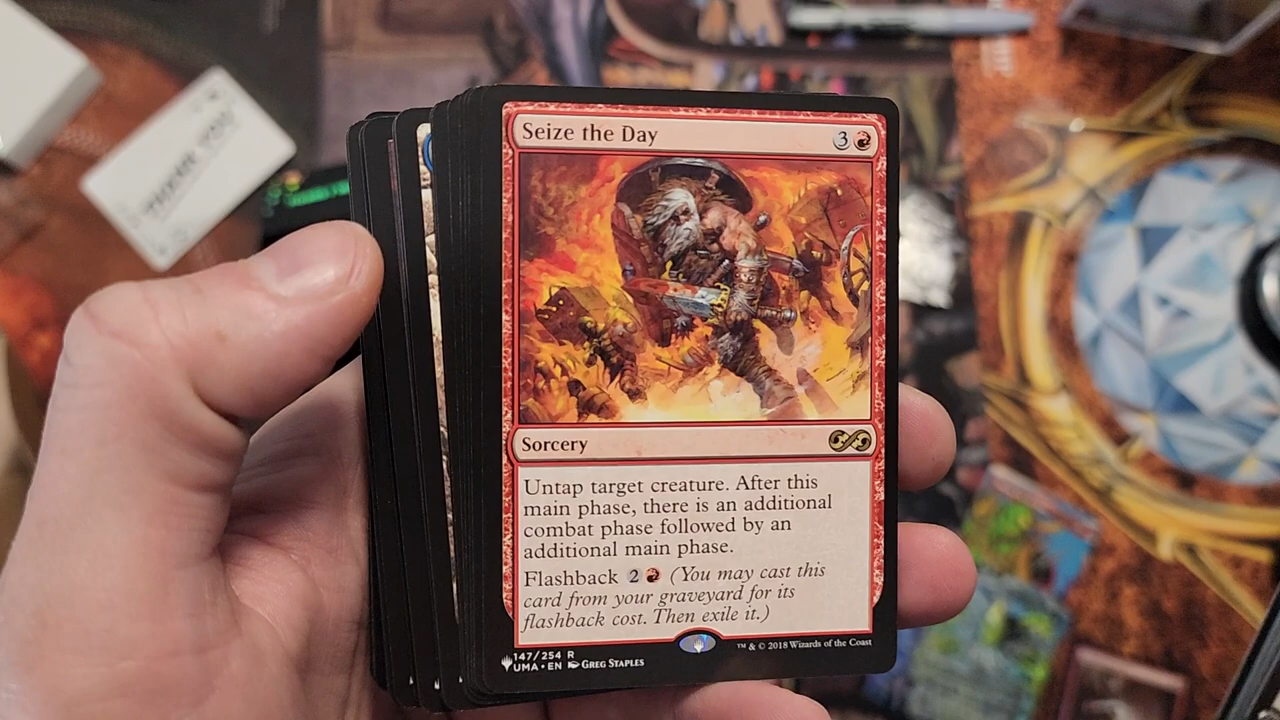 Seize the Day
3
Sorcery
Untap target creature. After this
main phase, there is an additional
combat phase followed by an
additional main phase.
Flashback 2 (You may cast this
card from your graveyard for its
flashback cost. Then exile it.)
147/254 R
UMA • EN Greg Staples
™ & © 2018 Wizards of the Coast